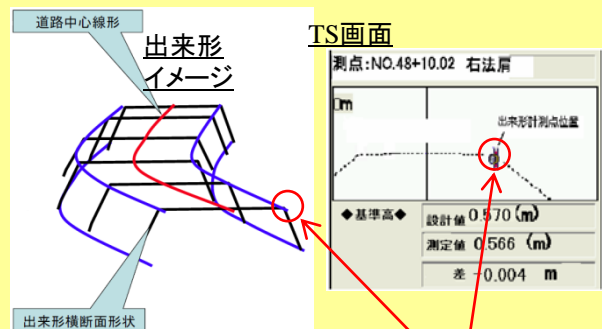 道路中心線形
出来形
イメージ
出来形横断面形状
TS画面
測点:NO.48+10.02 右法肩
m
出来形計測点位置
◆基準高◆
設計値 0.570 (m)
測定値 0.566 (m)
差 -0.004 m